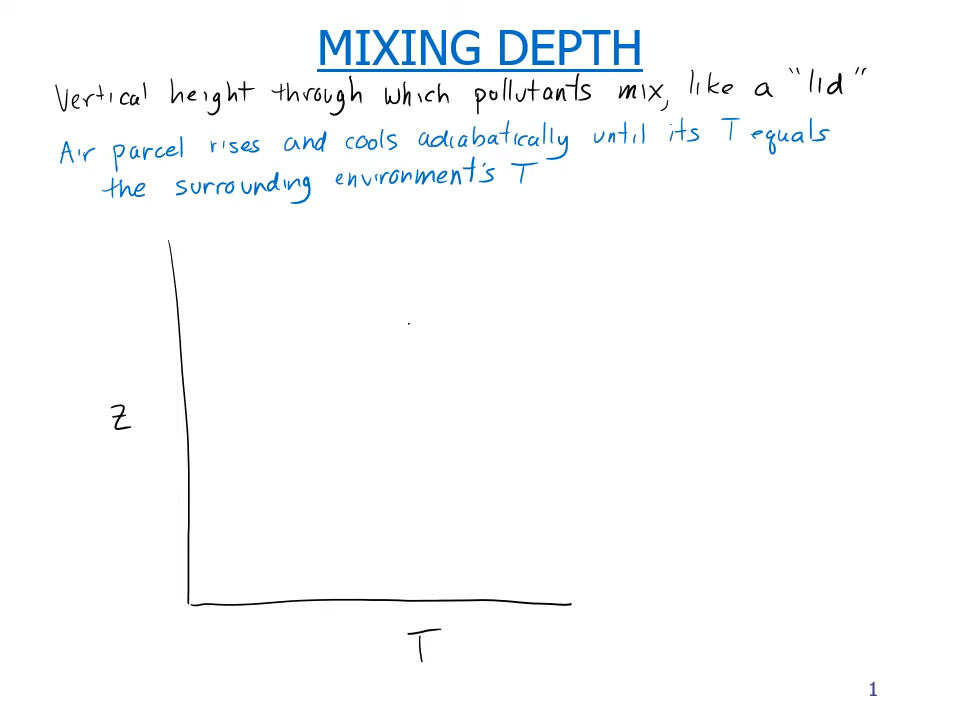 MIXING DEPTH
Vertical height through which pollutants mix, like a "lid"
Air parcel rises and cools adiabatically until its T equals
the surrounding environment's T
Z
T
1